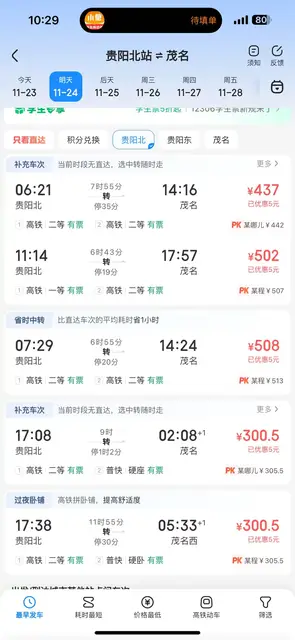 10:29
待填单
80
贵阳北站 ⇌ 茂名
须知
反馈
今天
11-23
明天
11-24
后天
11-25
周三
11-26
周四
11-27
周五
11-28
学生专享
只看直达
积分兑换
贵阳北
贵阳东
茂名
补充车次 当前时段无直达，选中转随时走 更多 >
06:21 7时55分 14:16 ¥437
贵阳北 转 茂名 已优惠5元
停35分
1 高铁 二等 有票 2 高铁 二等 有票 PK 某哪儿 ¥442
11:14 6时43分 17:57 ¥502
贵阳北 转 茂名 已优惠5元
停19分
1 高铁 一等 有票 2 高铁 二等 有票 PK 某程 ¥507
省时中转 比直达车次的平均耗时省1小时
07:29 6时55分 14:24 ¥508
贵阳北 转 茂名 已优惠5元
停20分
1 高铁 二等 有票 2 高铁 二等 有票 PK 某程 ¥513
补充车次 当前时段无直达，选中转随时走 更多 >
17:08 9时 02:08+1 ¥300.5
贵阳北 转 茂名 已优惠5元
停1时2分
1 高铁 二等 有票 2 普快 硬座 有票 PK 某哪儿 ¥305.5
过夜卧铺 高铁拼卧铺，提高舒适度
17:38 11时55分 05:33+1 ¥300.5
贵阳北 转 茂名西 已优惠5元
停30分
1 高铁 二等 有票 2 普快 硬卧 有票 PK 某程 ¥305.5
最早发车
耗时最短
价格最低
高铁动车
筛选